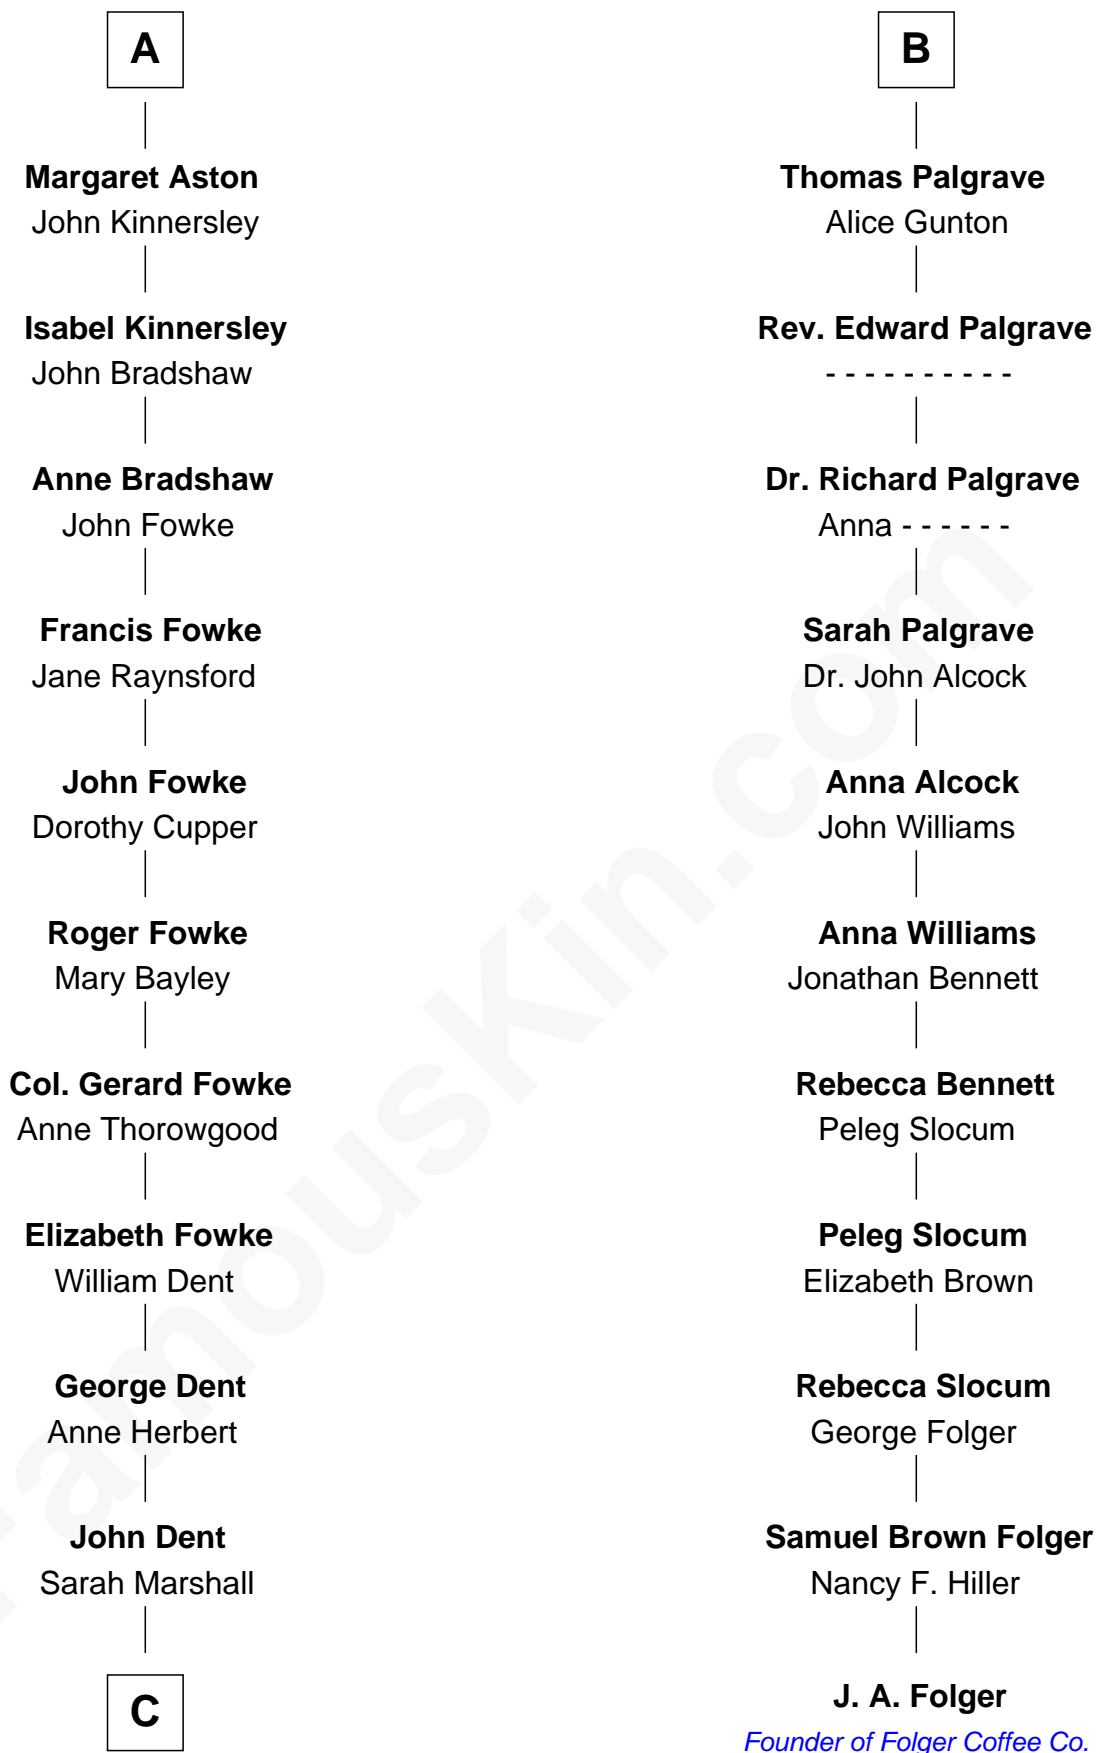 A
Margaret Aston
John Kinnersley
Isabel Kinnersley
John Bradshaw
Anne Bradshaw
John Fowke
Francis Fowke
Jane Raynsford
John Fowke
Dorothy Cupper
Roger Fowke
Mary Bayley
Col. Gerard Fowke
Anne Thorowgood
Elizabeth Fowke
William Dent
George Dent
Anne Herbert
John Dent
Sarah Marshall
C
B
Thomas Palgrave
Alice Gunton
Rev. Edward Palgrave
- - - - - - - - - -
Dr. Richard Palgrave
Anna - - - - - -
Sarah Palgrave
Dr. John Alcock
Anna Alcock
John Williams
Anna Williams
Jonathan Bennett
Rebecca Bennett
Peleg Slocum
Peleg Slocum
Elizabeth Brown
Rebecca Slocum
George Folger
Samuel Brown Folger
Nancy F. Hiller
J. A. Folger
Founder of Folger Coffee Co.
FamousKin.com